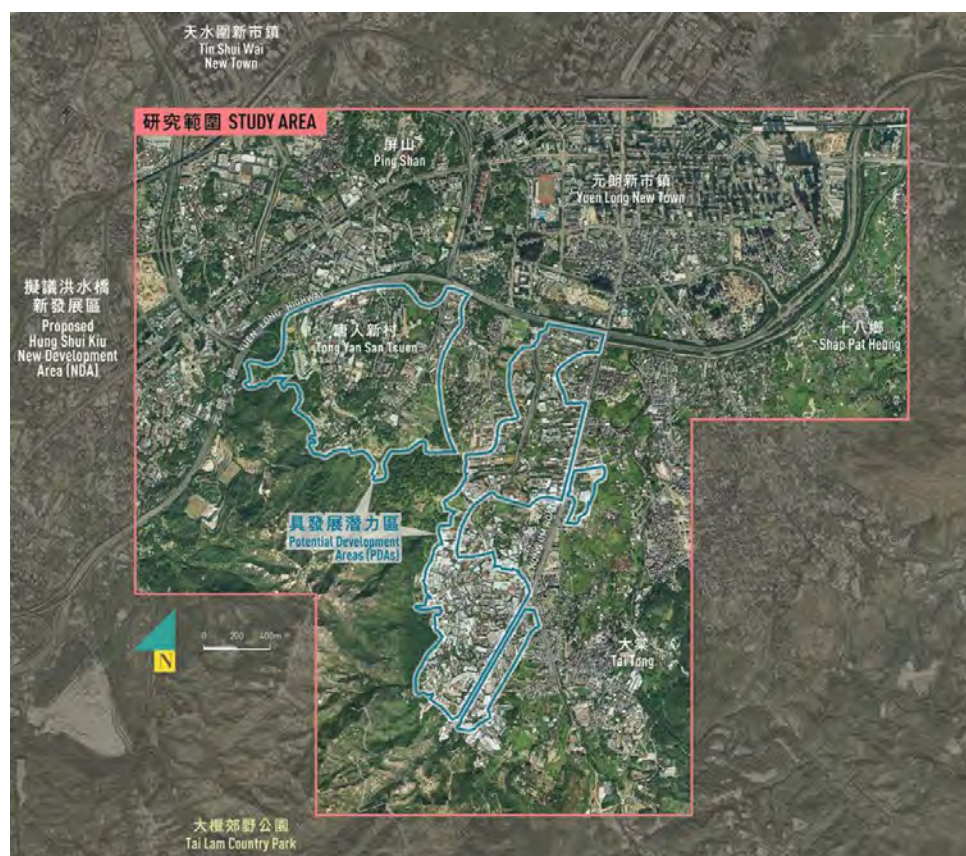 天水圍新市鎮
Tin Shui Wai
New Town
研究範圍 STUDY AREA
屏山
Ping Shan
元朗新市鎮
Yuen Long New Town
擬議洪水橋
新發展區
Proposed
Hung Shui Kiu
New Development
Area (NDA)
YUEN LONG HIGHWAY
塘人新村
Tong Yan San Tsuen
十八鄉
Shap Pat Heung
具發展潛力區
Potential Development
Areas (PDAs)
0 200 400m
N
大棠
Tai Tong
大欖郊野公園
Tai Lam Country Park